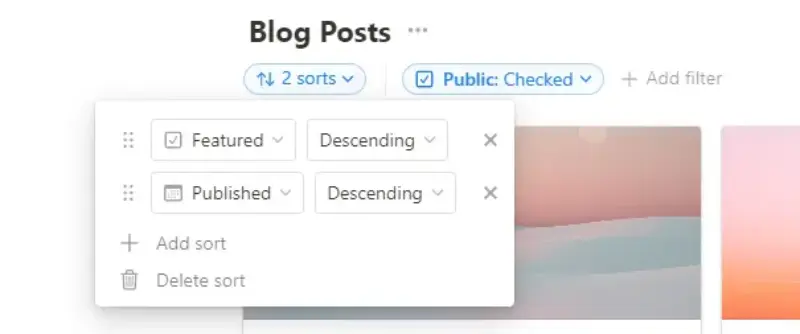 Blog Posts
2 sorts Public: Checked Add filter
Featured Descending
Published Descending
Add sort
Delete sort